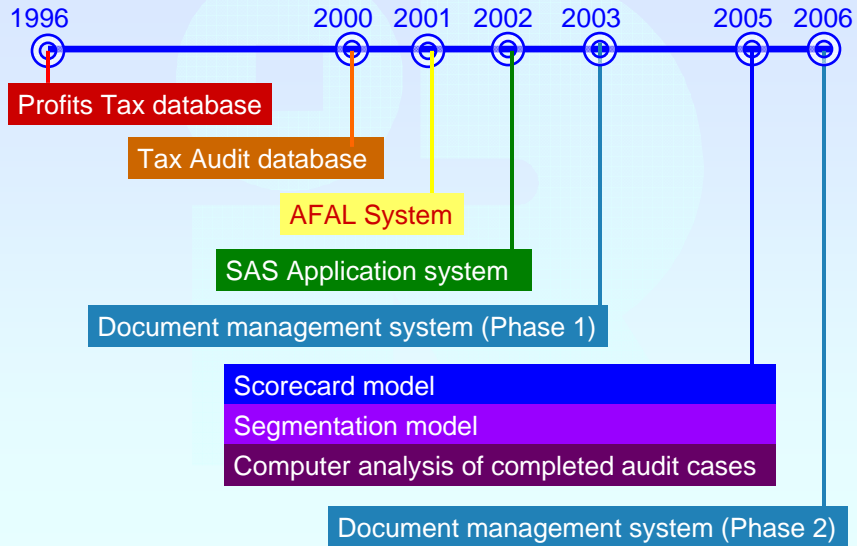 1996 2000 2001 2002 2003 2005 2006
Profits Tax database
Tax Audit database
AFAL System
SAS Application system
Document management system (Phase 1)
Scorecard model
Segmentation model
Computer analysis of completed audit cases
Document management system (Phase 2)